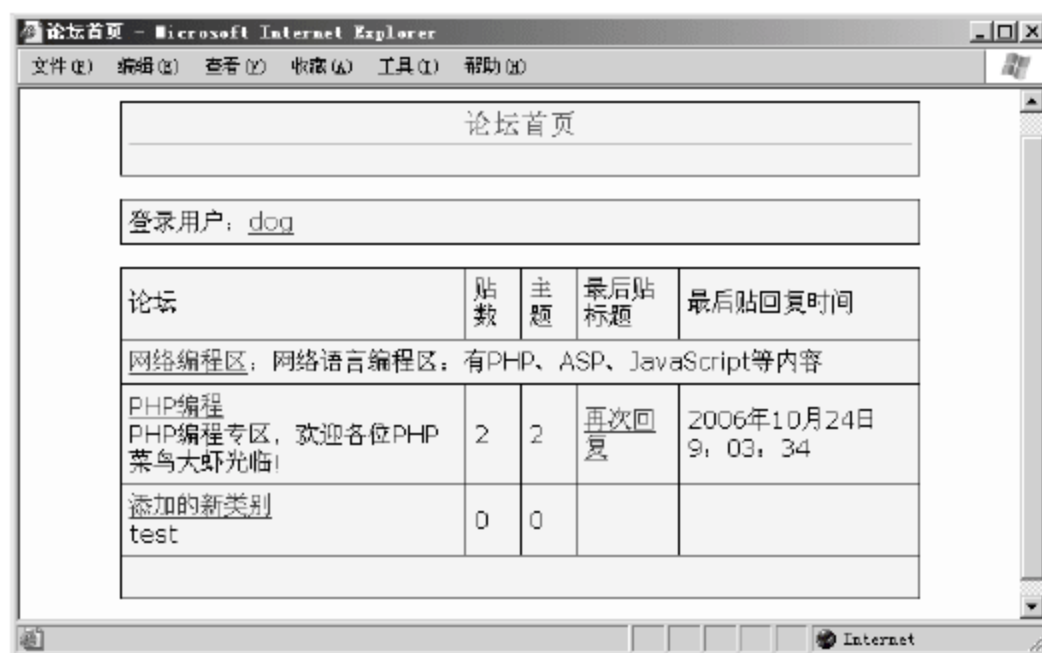 论坛首页 - Microsoft Internet Explorer
文件(F) 编辑(E) 查看(V) 收藏(A) 工具(T) 帮助(H)
论坛首页
登录用户：dog
论坛 贴数 主题 最后贴标题 最后贴回复时间
网络编程区：网络语言编程区：有PHP、ASP、JavaScript等内容
PHP编程
PHP编程专区，欢迎各位PHP
菜鸟大虾光临！
2 2 再次回复 2006年10月24日
9：03：34
添加的新类别
test
0 0
Internet